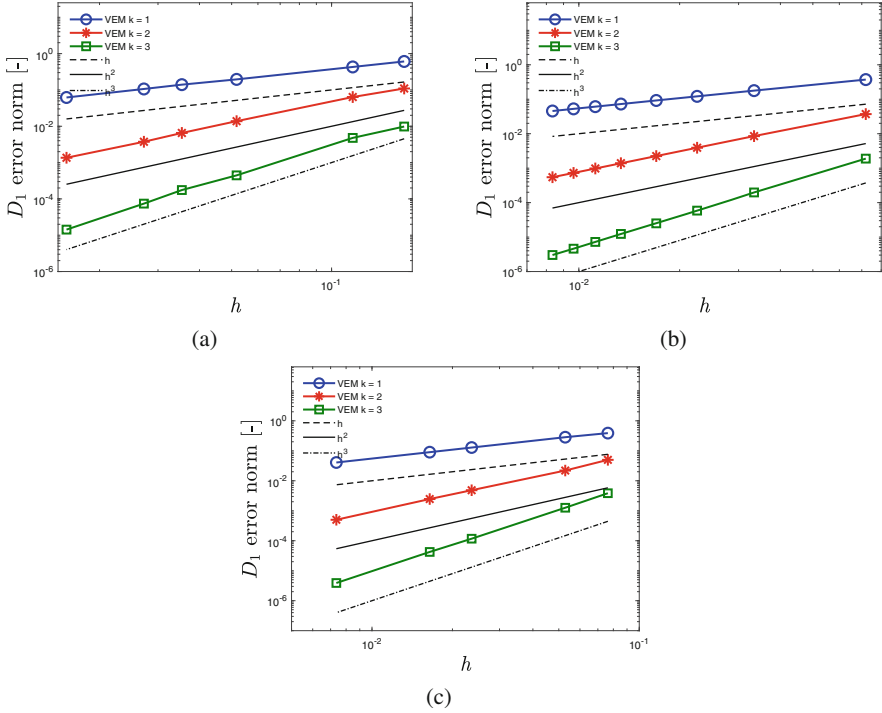 VEM k = 1
VEM k = 2
VEM k = 3
h
h²
h³
10⁰
10⁻²
10⁻⁴
10⁻⁶
D₁ error norm [-]
10⁻¹
h
(a)
VEM k = 1
VEM k = 2
VEM k = 3
h
h²
h³
10⁰
10⁻²
10⁻⁴
10⁻⁶
D₁ error norm [-]
10⁻²
h
(b)
VEM k = 1
VEM k = 2
VEM k = 3
h
h²
h³
10⁰
10⁻²
10⁻⁴
10⁻⁶
D₁ error norm [-]
10⁻²
10⁻¹
h
(c)